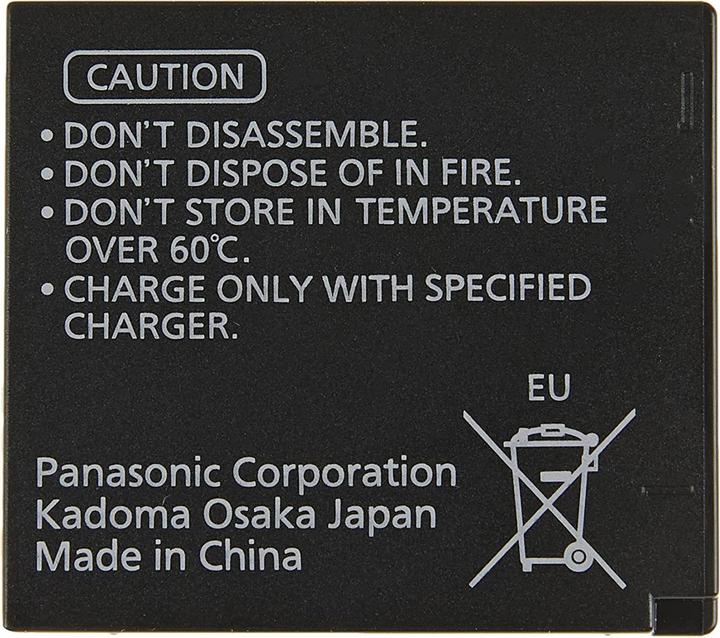 CAUTION
• DON'T DISASSEMBLE.
• DON'T DISPOSE OF IN FIRE.
• DON'T STORE IN TEMPERATURE
OVER 60℃.
• CHARGE ONLY WITH SPECIFIED
CHARGER.
EU
Panasonic Corporation
Kadoma Osaka Japan
Made in China